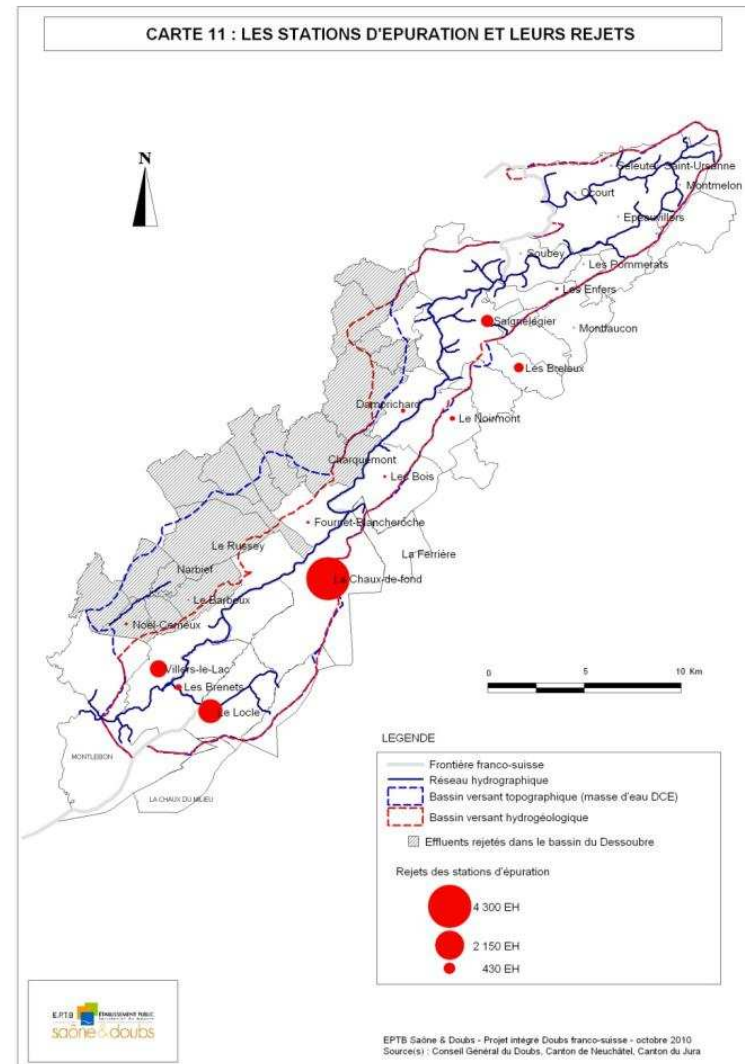 CARTE 11 : LES STATIONS D'EPURATION ET LEURS REJETS
N
Seleute
Saint-Ursanne
Montmelon
Ocourt
Epeauvillers
Soubey
Les Pommerats
Les Enfers
Saignelégier
Montfaucon
Les Breleux
Damprichard
Le Noirmont
Charquemont
Les Bois
Fournet-Blancheroche
La Ferrière
Le Russey
La Chaux-de-fond
Narbief
Le Barboux
Noël-Cerneux
Villers-le-Lac
Les Brenets
Le Locle
0 5 10 Km
MONTLEBON
LA CHAUX DU MILIEU
LEGENDE
Frontière franco-suisse
Réseau hydrographique
Bassin versant topographique (masse d'eau DCE)
Bassin versant hydrogéologique
Effluents rejetés dans le bassin du Dessoubre
Rejets des stations d'épuration
4 300 EH
2 150 EH
430 EH
E.P.T.B
ETABLISSEMENT PUBLIC
saône & doubs
EPTB Saône & Doubs - Projet intégré Doubs franco-suisse - octobre 2010
Source(s) : Conseil Général du Doubs, Canton de Neuchâtel, Canton du Jura